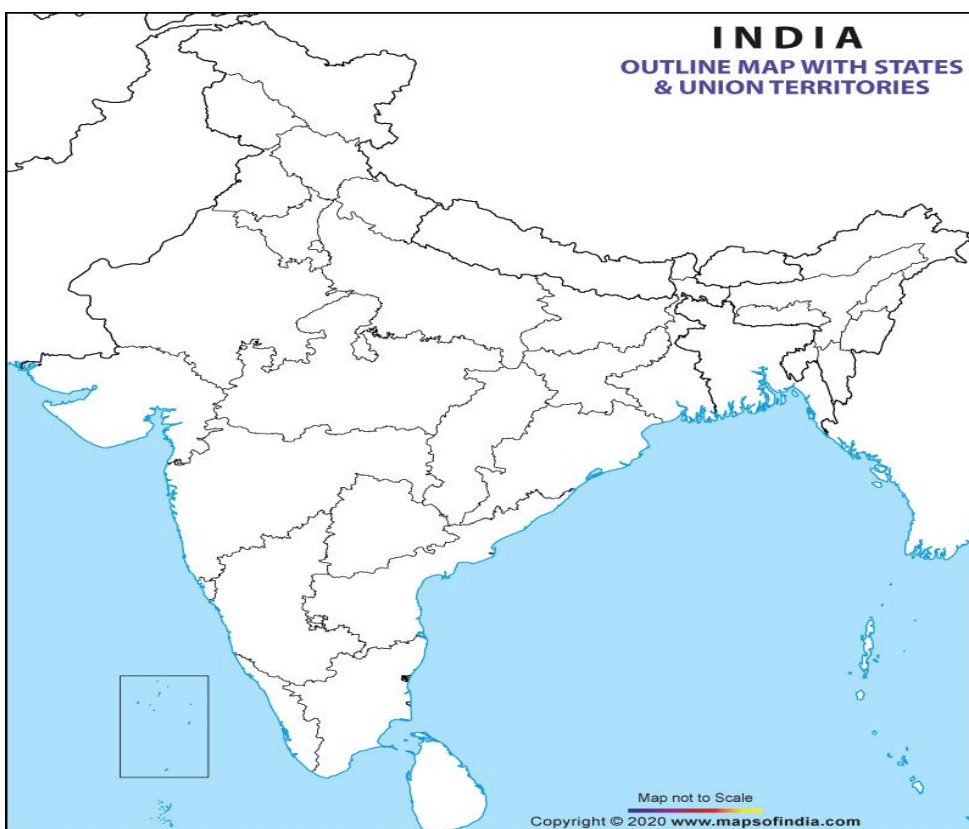 INDIA
OUTLINE MAP WITH STATES
& UNION TERRITORIES
Map not to Scale
Copyright © 2020 www.mapsofindia.com